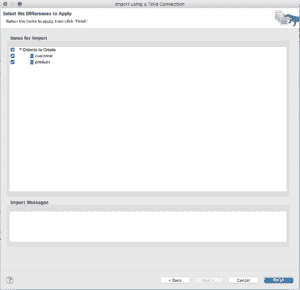 Import using a Teiid Connection
Select the Differences to Apply
Select the items to apply, then click 'Finish'.
Items for Import
Objects to Create
customer
product
Import Messages
?
< Back
Next >
Cancel
Finish